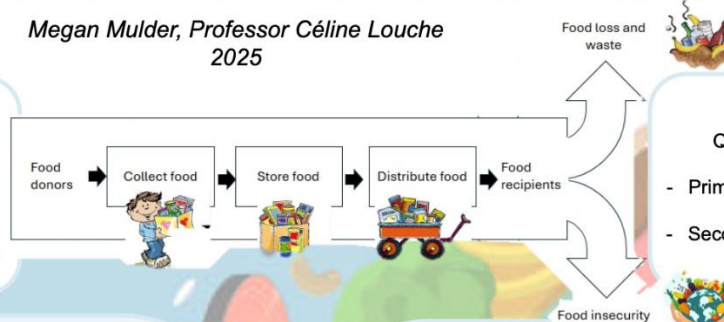 Megan Mulder, Professor Céline Louche
2025
Food loss and
waste
Food
donors
Collect food
Store food
Distribute food
Food
recipients
Food insecurity